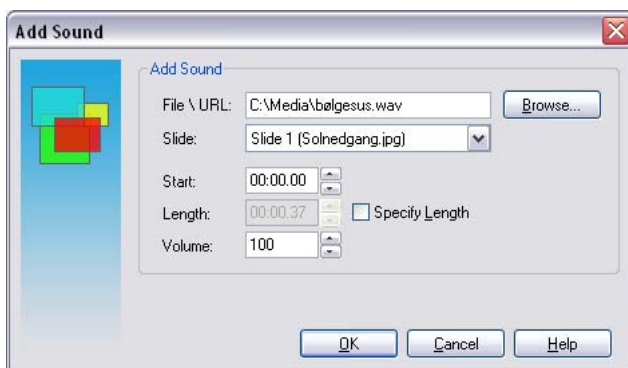 Add Sound
Add Sound
File \ URL: C:\Media\bølgesus.wav Browse...
Slide: Slide 1 (Solnedgang.jpg)
Start: 00:00.00
Length: 00:00.37 Specify Length
Volume: 100
OK Cancel Help